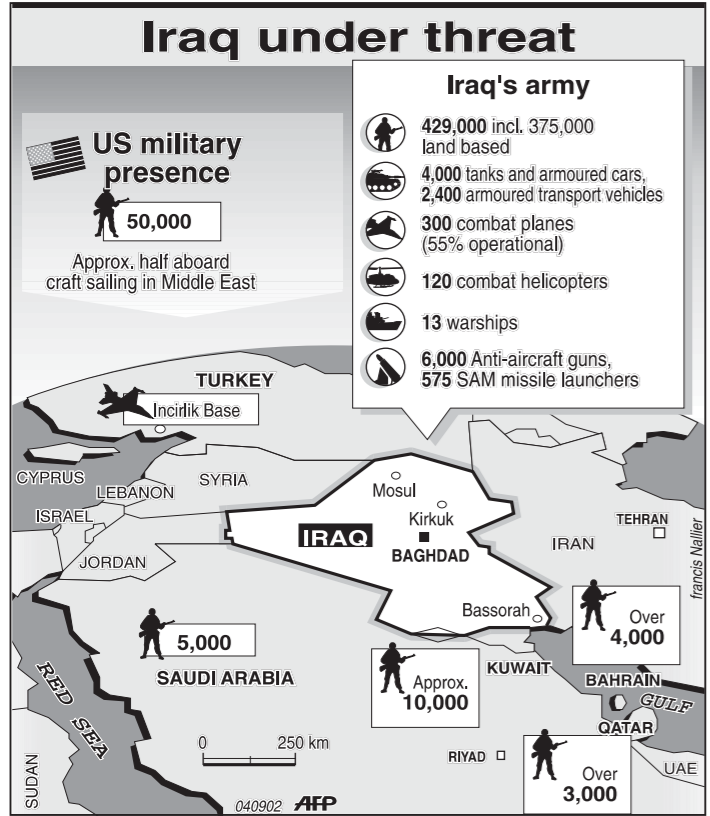 Iraq under threat
US military
presence
50,000
Approx. half aboard
craft sailing in Middle East
Iraq's army
429,000 incl. 375,000
land based
4,000 tanks and armoured cars,
2,400 armoured transport vehicles
300 combat planes
(55% operational)
120 combat helicopters
13 warships
6,000 Anti-aircraft guns,
575 SAM missile launchers
TURKEY
Incirlik Base
CYPRUS
LEBANON
SYRIA
ISRAEL
JORDAN
Mosul
Kirkuk
IRAQ
BAGHDAD
Bassorah
IRAN
TEHRAN
francis Nallier
5,000
SAUDI ARABIA
Approx.
10,000
KUWAIT
Over
4,000
BAHRAIN
GULF
QATAR
RED SEA
0 250 km
RIYAD
Over
3,000
UAE
SUDAN
040902 AFP